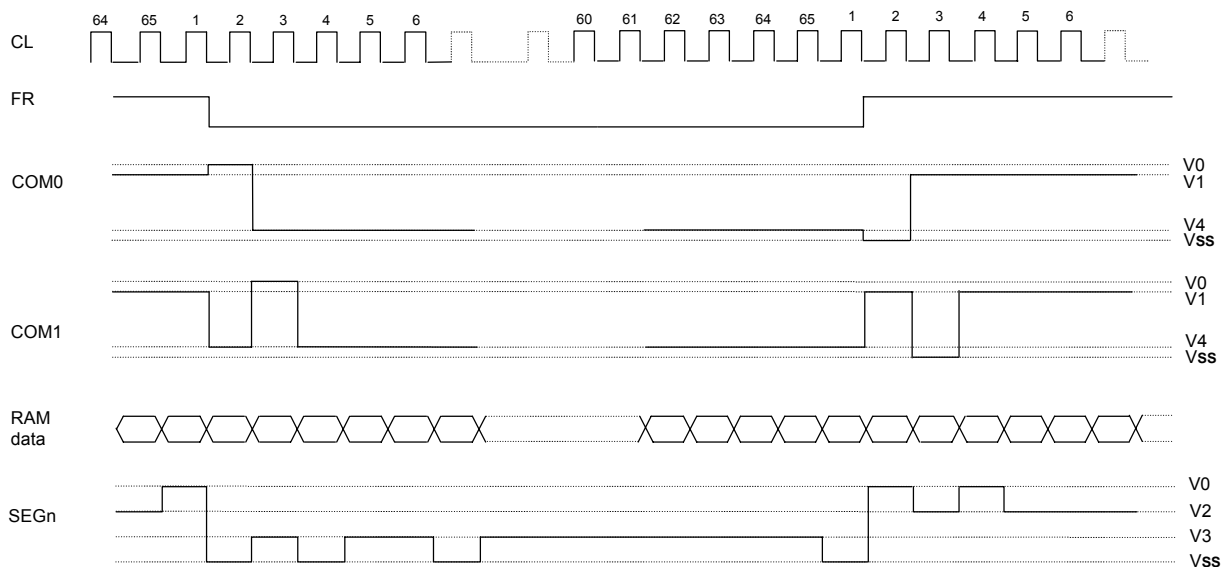 64 65 1 2 3 4 5 6 60 61 62 63 64 65 1 2 3 4 5 6
CL
FR
COM0
V0
V1
V4
Vss
COM1
V0
V1
V4
Vss
RAM
data
SEGn
V0
V2
V3
Vss